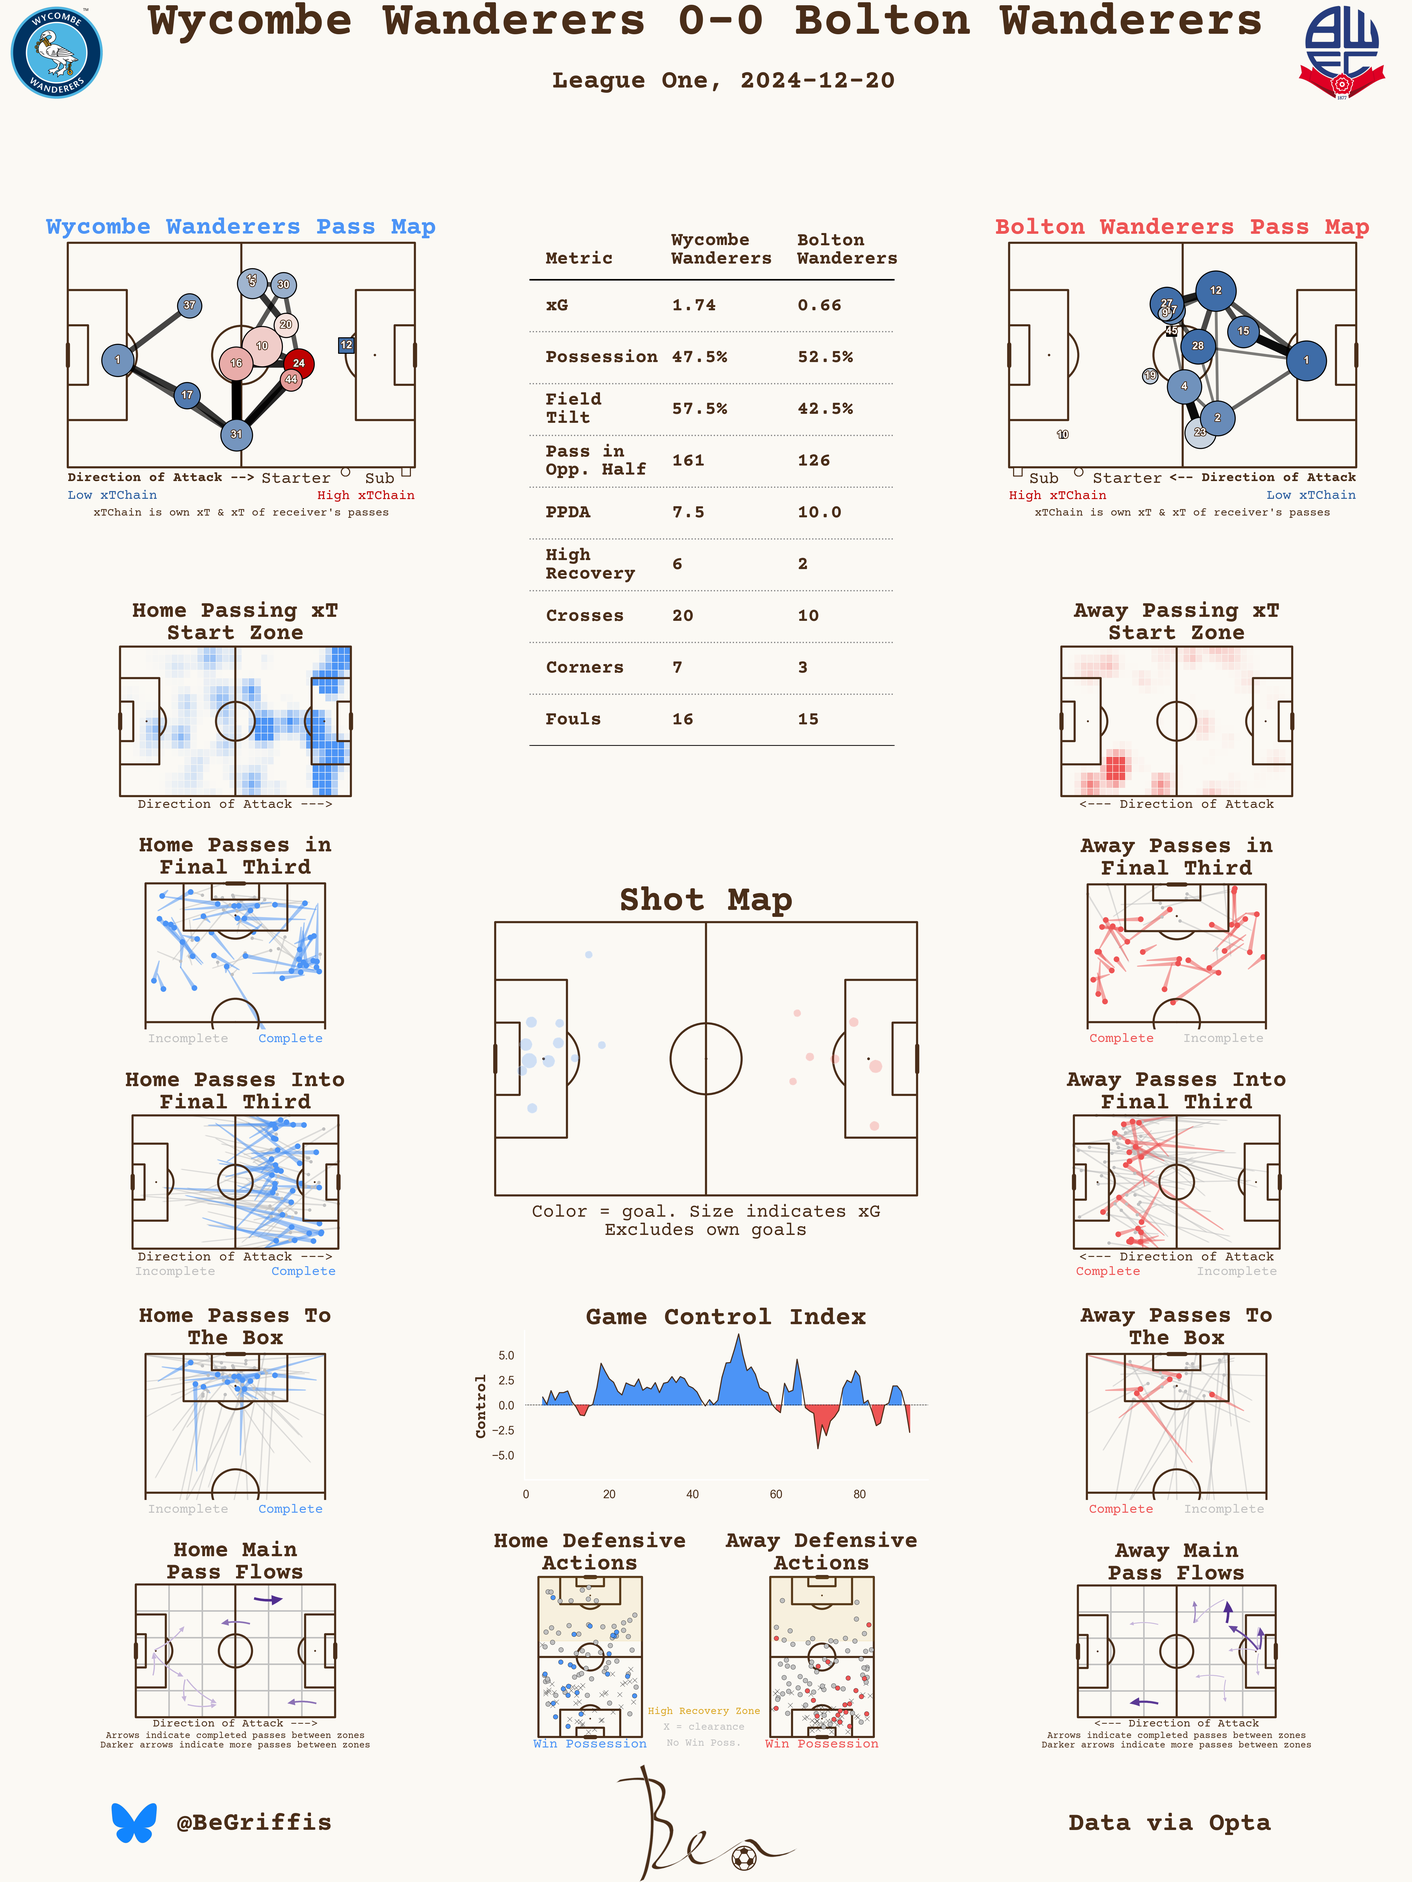 Wycombe Wanderers 0-0 Bolton Wanderers
League One, 2024-12-20
WYCOMBE
WANDERERS
TM
BWFC
1877
Wycombe Wanderers Pass Map
1
37
17
31
5
30
20
10
16
24
44
12
Direction of Attack --> Starter Sub
Low xTChain High xTChain
xTChain is own xT & xT of receiver's passes
Metric Wycombe Wanderers Bolton Wanderers
xG 1.74 0.66
Possession 47.5% 52.5%
Field Tilt 57.5% 42.5%
Pass in Opp. Half 161 126
PPDA 7.5 10.0
High Recovery 6 2
Crosses 20 10
Corners 7 3
Fouls 16 15
Bolton Wanderers Pass Map
27
9
7
45
12
15
28
1
19
4
2
23
10
Sub Starter <-- Direction of Attack
High xTChain Low xTChain
xTChain is own xT & xT of receiver's passes
Home Passing xT
Start Zone
Direction of Attack --->
Away Passing xT
Start Zone
<--- Direction of Attack
Home Passes in
Final Third
Incomplete Complete
Away Passes in
Final Third
Complete Incomplete
Shot Map
Color = goal. Size indicates xG
Excludes own goals
Home Passes Into
Final Third
Direction of Attack --->
Incomplete Complete
Away Passes Into
Final Third
<--- Direction of Attack
Complete Incomplete
Home Passes To
The Box
Incomplete Complete
Game Control Index
Control
5.0
2.5
0.0
−2.5
−5.0
0 20 40 60 80
Away Passes To
The Box
Complete Incomplete
Home Main
Pass Flows
Direction of Attack --->
Arrows indicate completed passes between zones
Darker arrows indicate more passes between zones
Home Defensive
Actions
Win Possession
High Recovery Zone
X = clearance
No Win Poss.
Away Defensive
Actions
Win Possession
Away Main
Pass Flows
<--- Direction of Attack
Arrows indicate completed passes between zones
Darker arrows indicate more passes between zones
@BeGriffis
Ben
Data via Opta